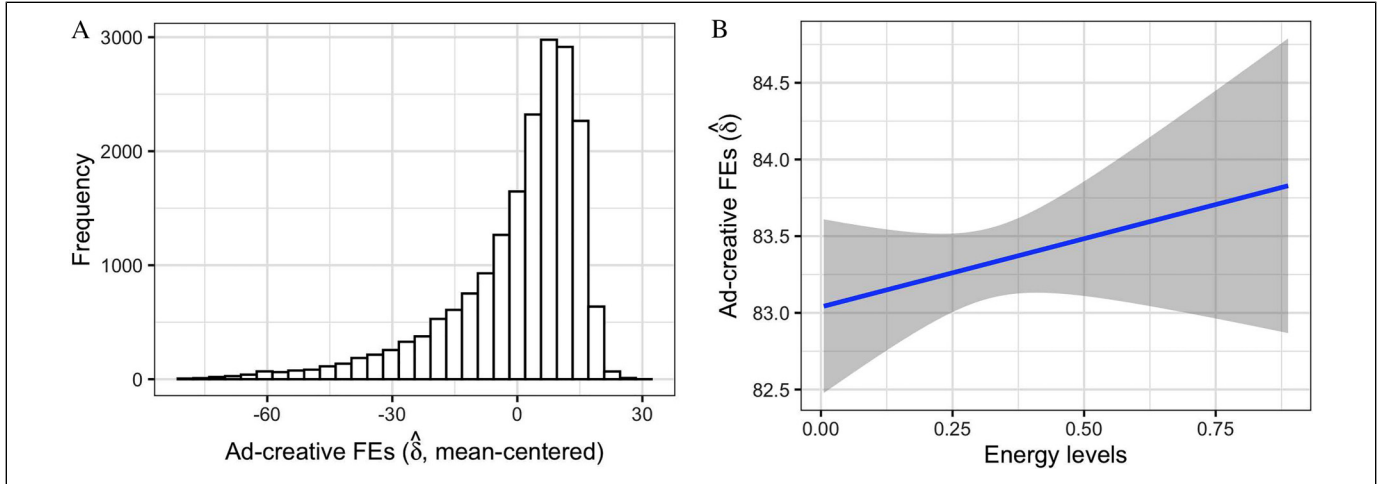 A
3000
2000
1000
0
Frequency
-60 -30 0 30
Ad-creative FEs (δ̂, mean-centered)
B
84.5
84.0
83.5
83.0
82.5
Ad-creative FEs (δ̂)
0.00 0.25 0.50 0.75
Energy levels